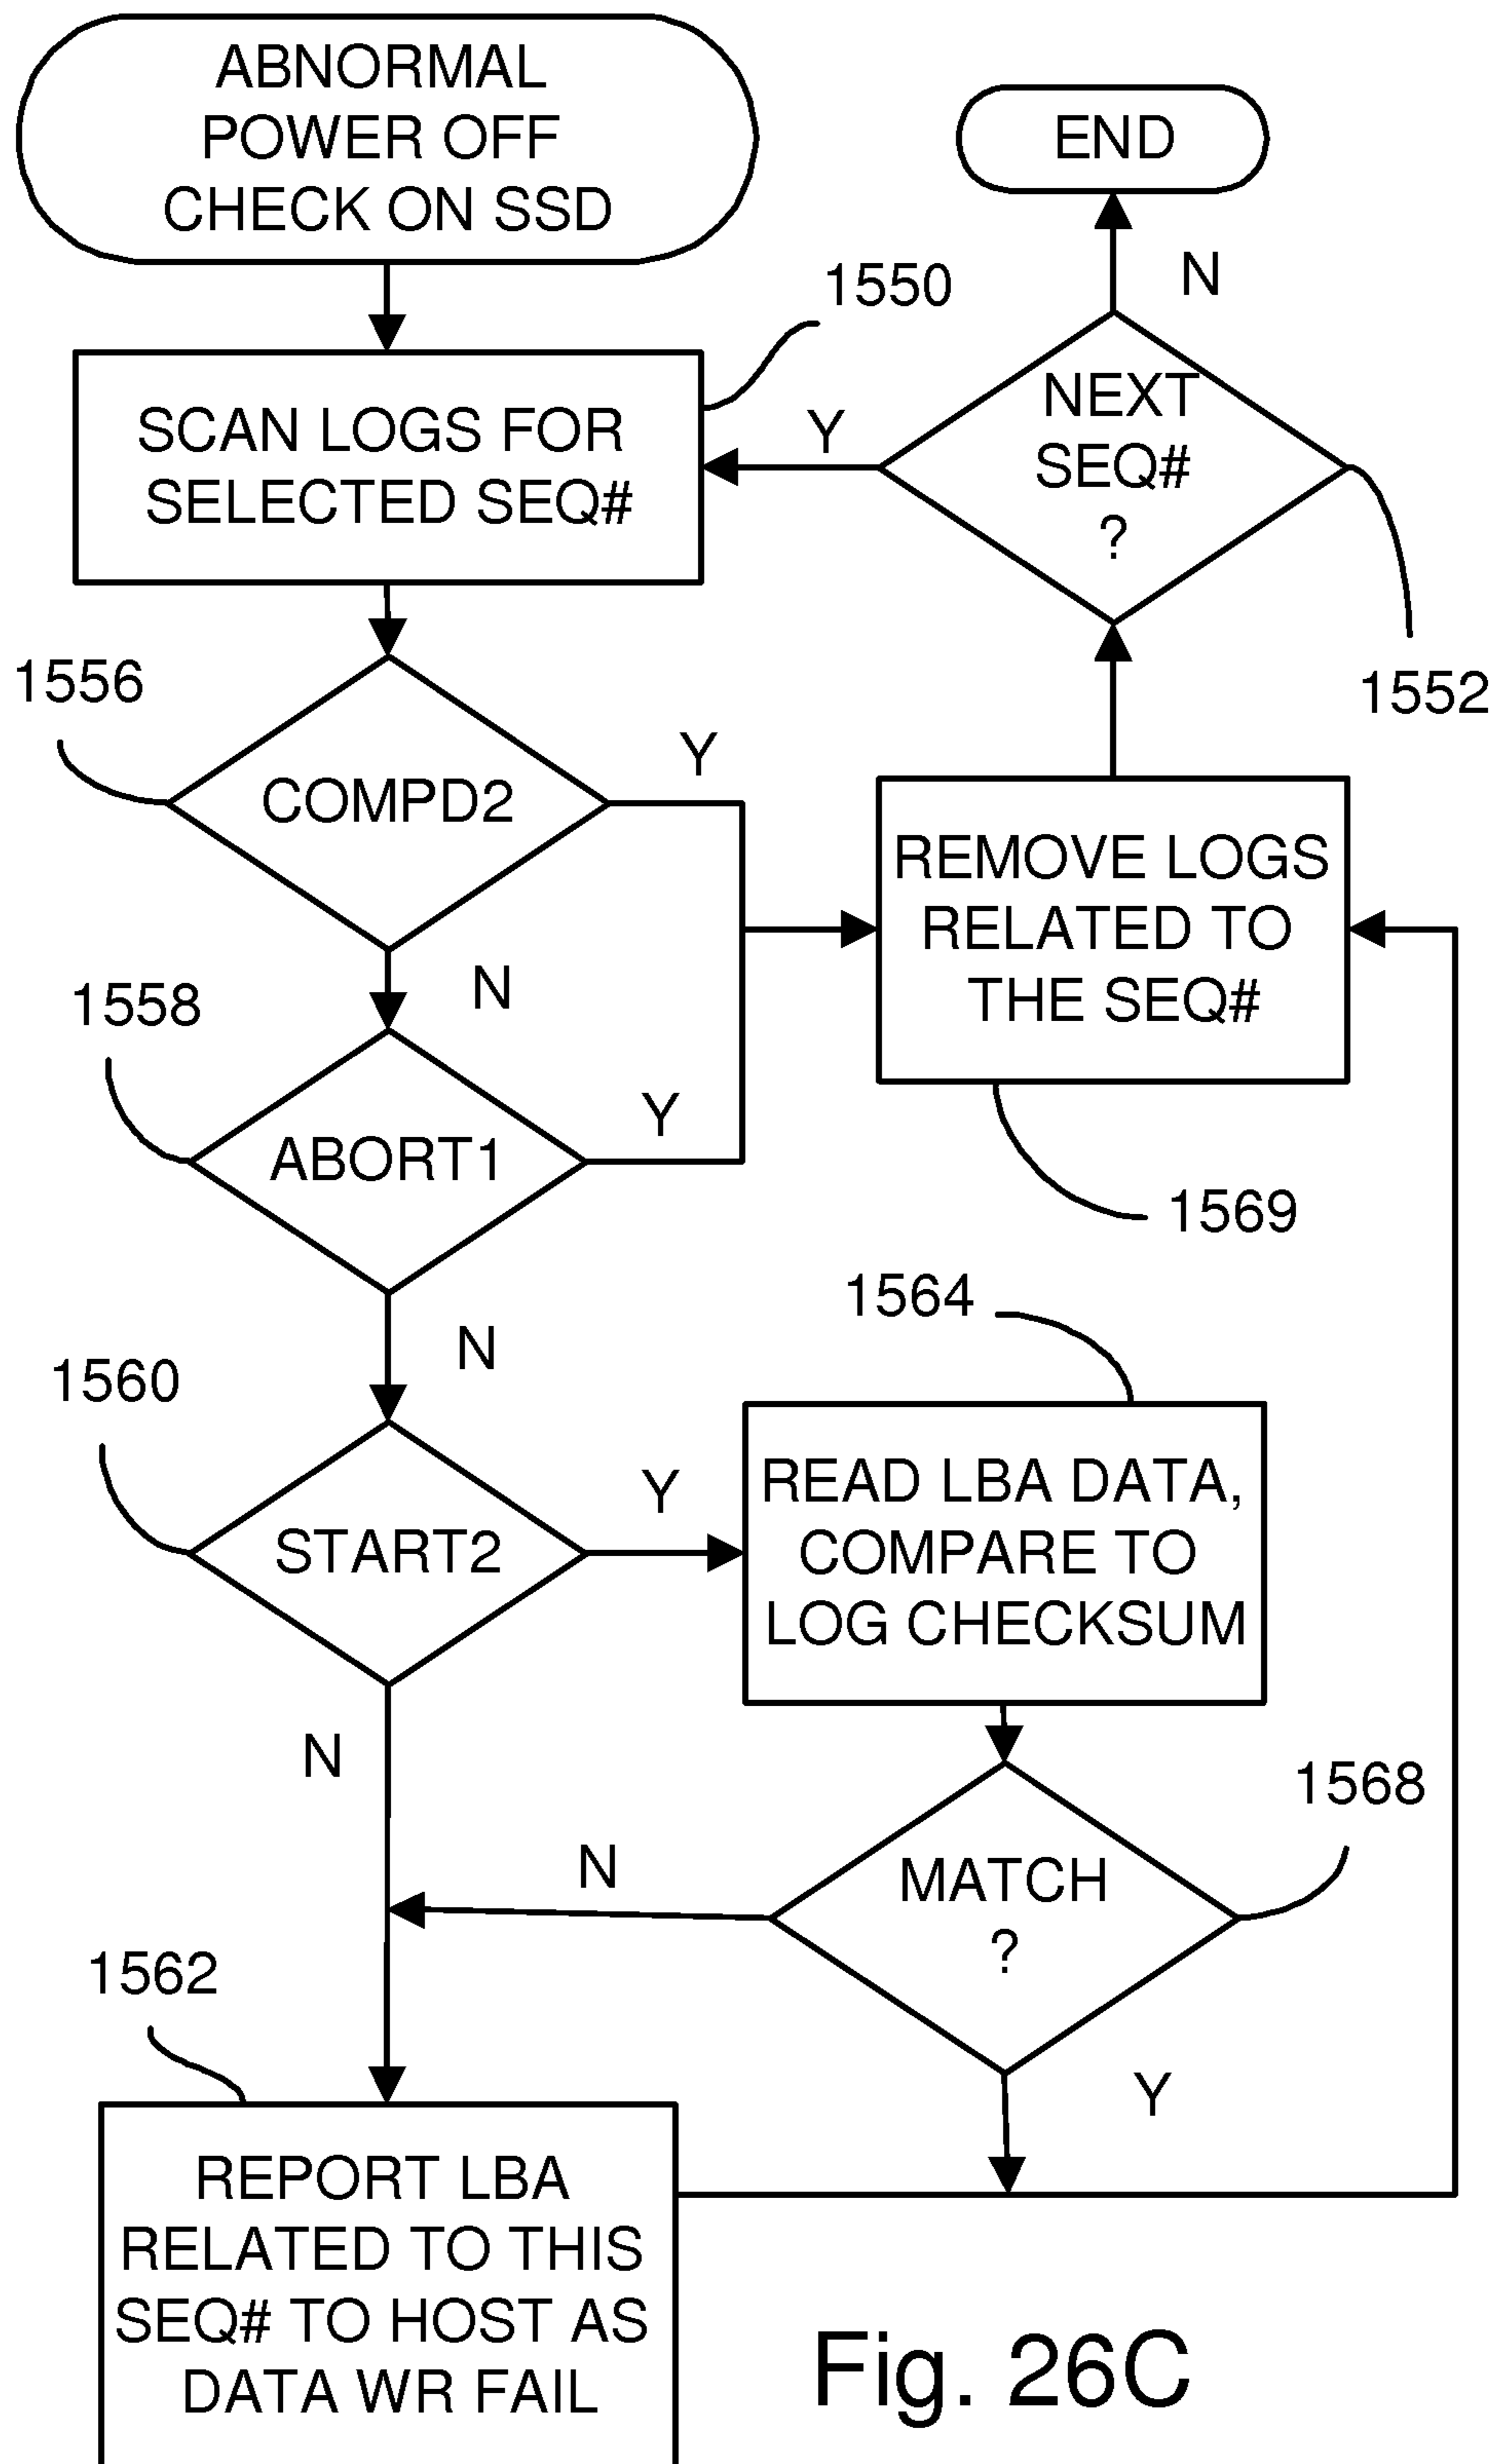 ABNORMAL
POWER OFF
CHECK ON SSD
END
N
1550
SCAN LOGS FOR
SELECTED SEQ#
Y
NEXT
SEQ#
?
1552
1556
COMPD2
Y
N
REMOVE LOGS
RELATED TO
THE SEQ#
1569
1558
ABORT1
Y
N
1564
1560
START2
Y
READ LBA DATA,
COMPARE TO
LOG CHECKSUM
N
1568
MATCH
?
N
Y
1562
REPORT LBA
RELATED TO THIS
SEQ# TO HOST AS
DATA WR FAIL
Fig. 26C